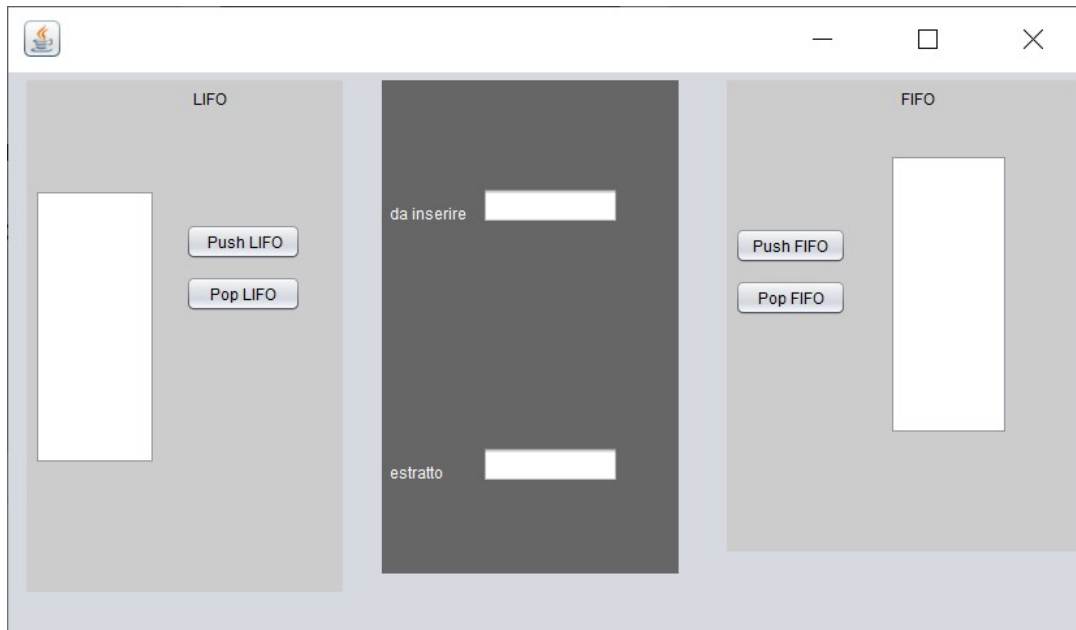 LIFO
Push LIFO
Pop LIFO
da inserire
estratto
FIFO
Push FIFO
Pop FIFO